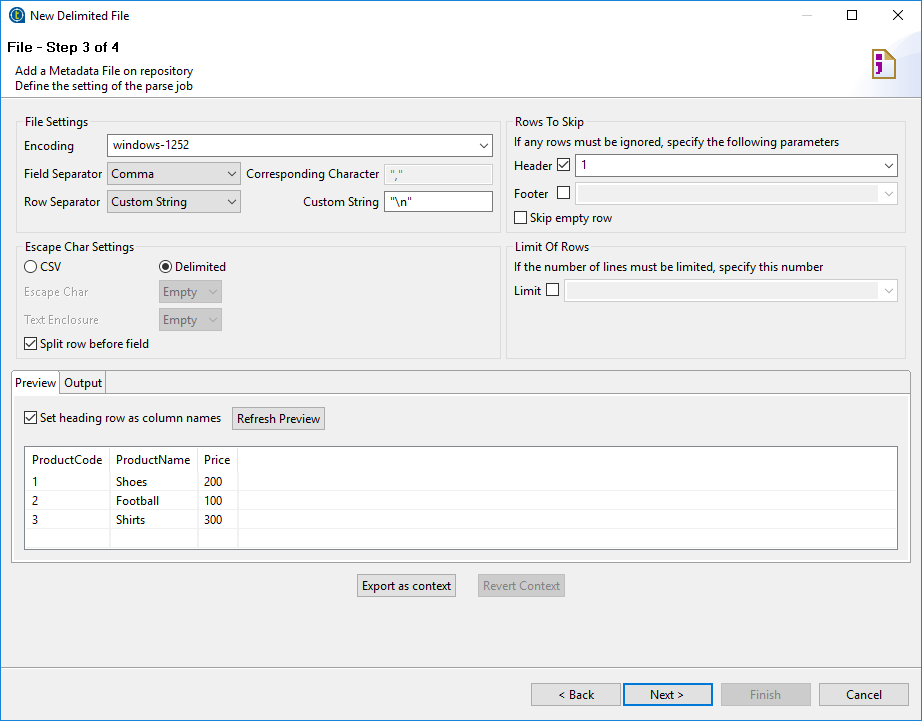 New Delimited File
File - Step 3 of 4
Add a Metadata File on repository
Define the setting of the parse job
File Settings
Encoding windows-1252
Field Separator Comma Corresponding Character ","
Row Separator Custom String Custom String "\n"
Rows To Skip
If any rows must be ignored, specify the following parameters
Header 1
Footer
Skip empty row
Escape Char Settings
CSV Delimited
Escape Char Empty
Text Enclosure Empty
Split row before field
Limit Of Rows
If the number of lines must be limited, specify this number
Limit
Preview Output
Set heading row as column names Refresh Preview
ProductCode ProductName Price
1 Shoes 200
2 Football 100
3 Shirts 300
Export as context Revert Context
< Back Next > Finish Cancel